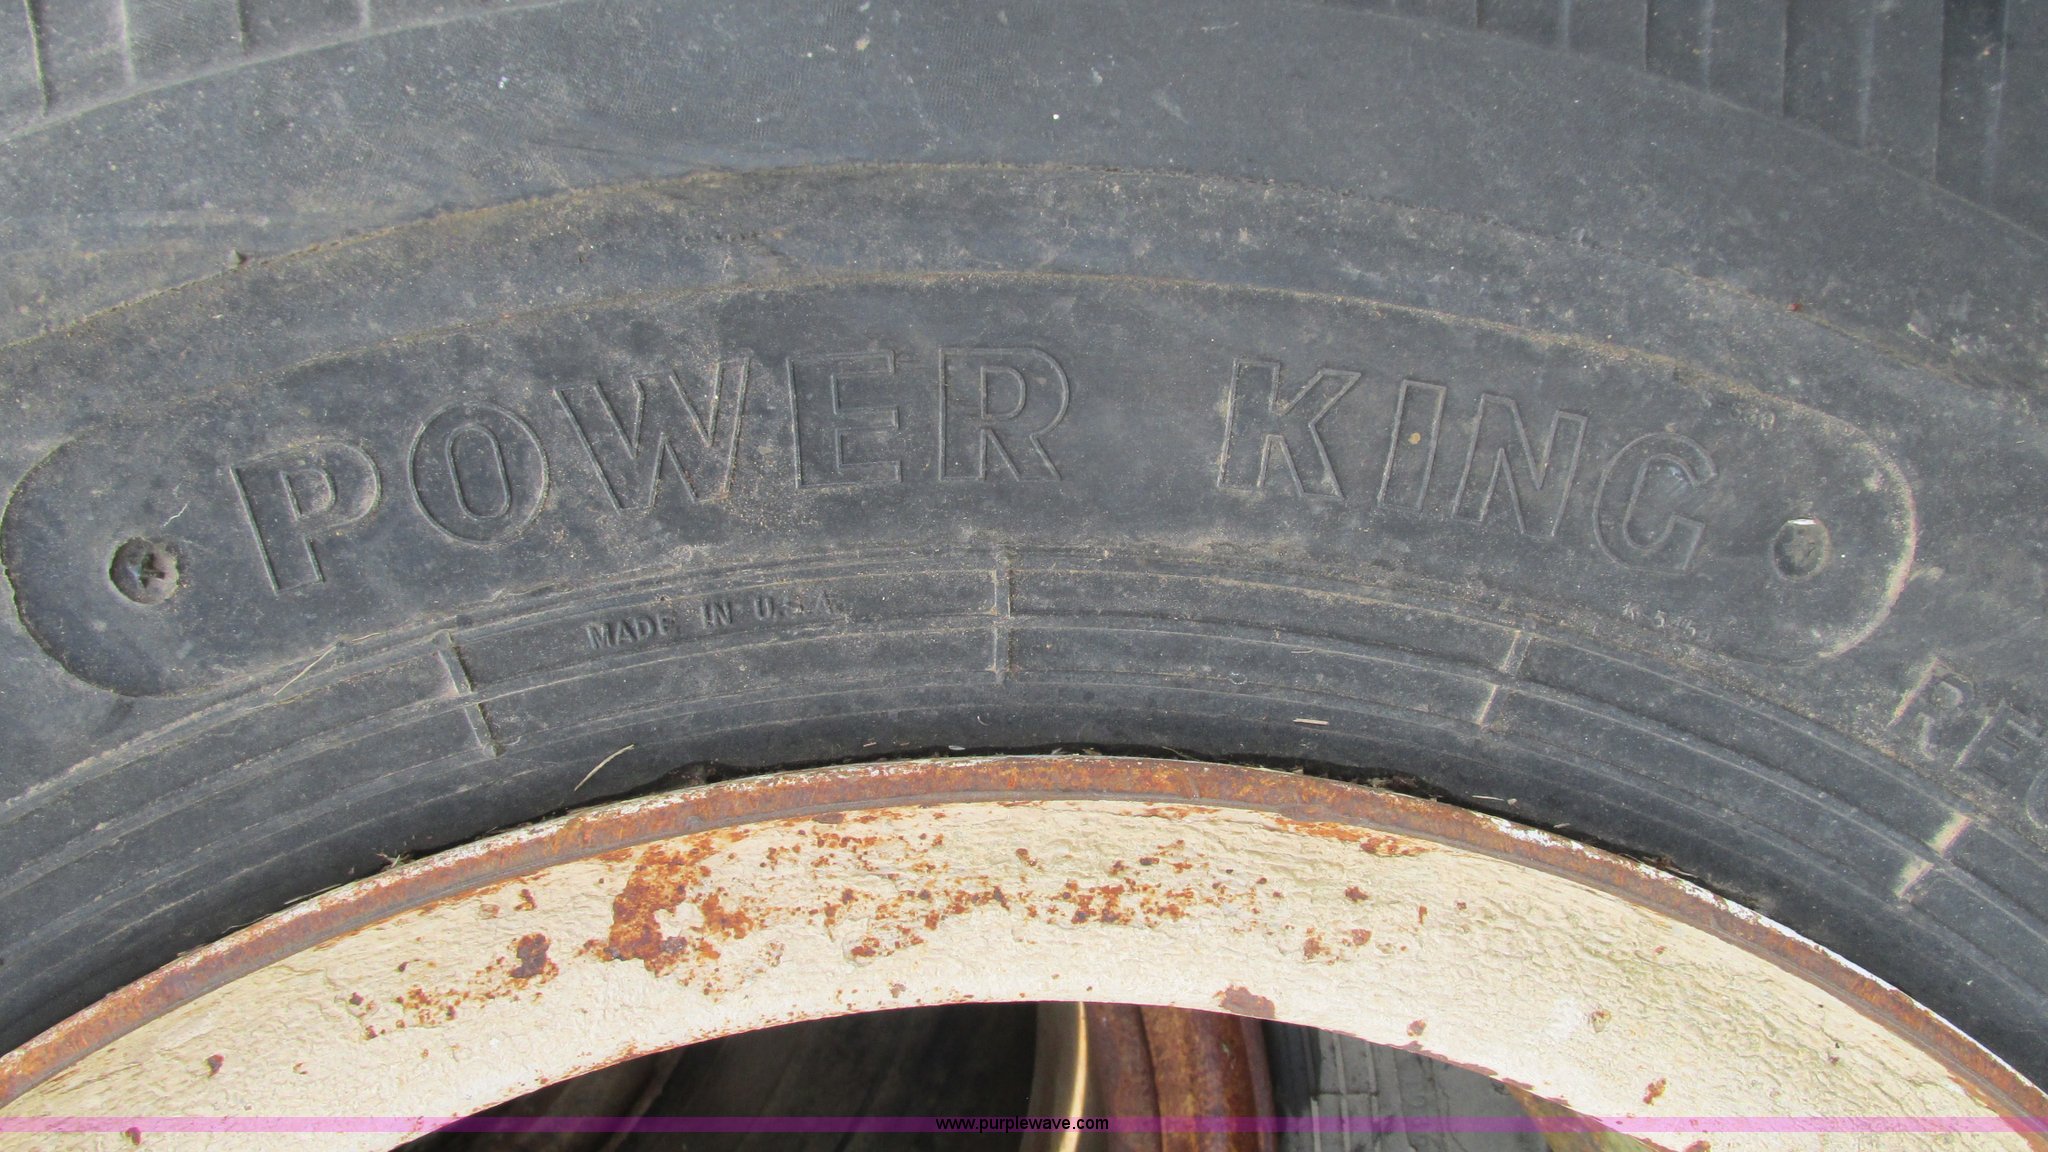 POWER KING
MADE IN U.S.A.
www.purplewave.com